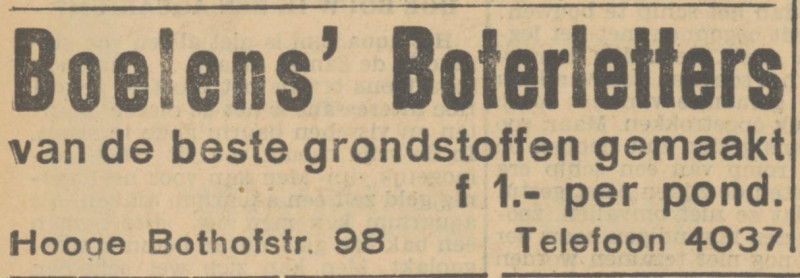 Boelens' Boterletters
van de beste grondstoffen gemaakt
f 1.- per pond.
Hooge Bothofstr. 98 Telefoon 4037